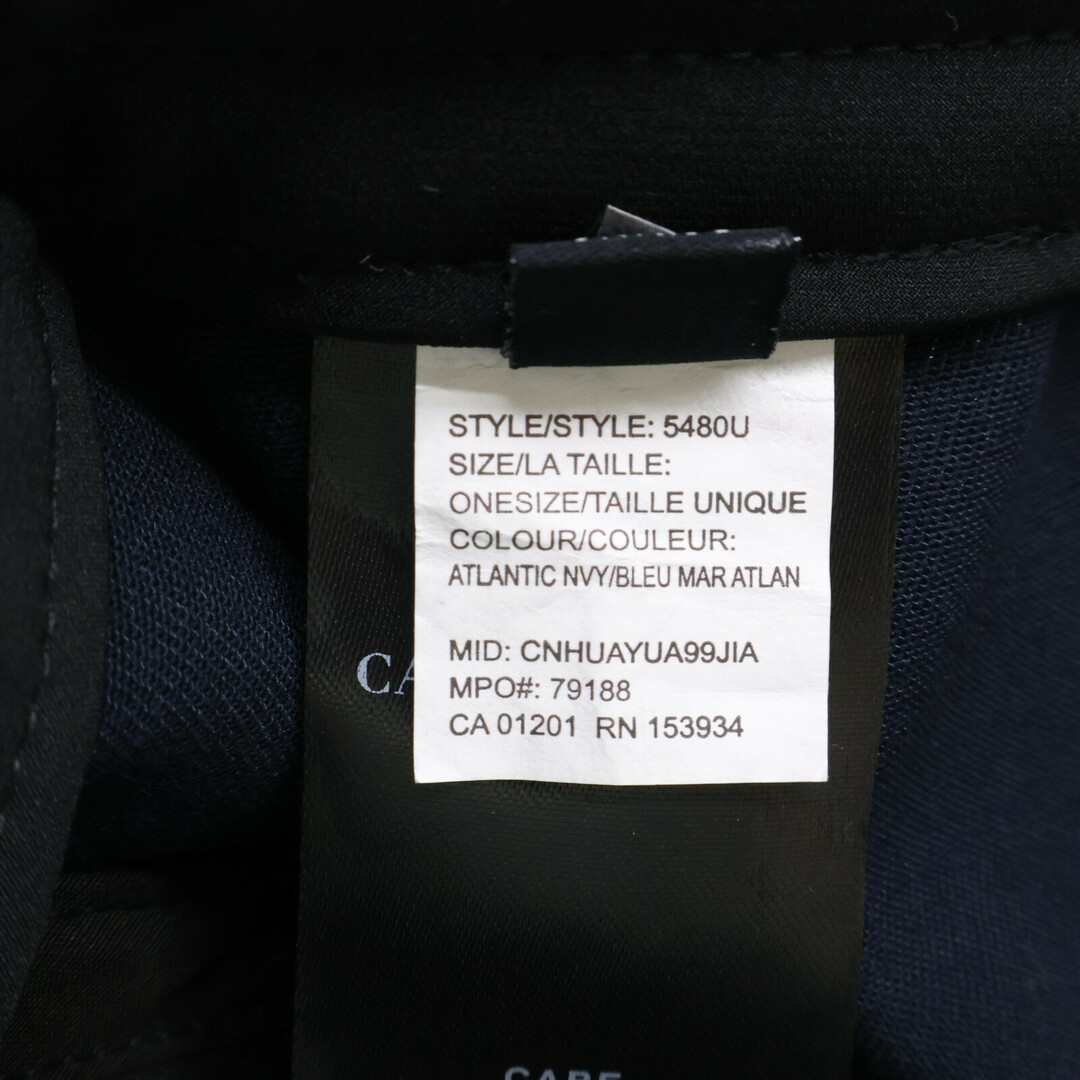 STYLE/STYLE: 5480U
SIZE/LA TAILLE:
ONESIZE/TAILLE UNIQUE
COLOUR/COULEUR:
ATLANTIC NVY/BLEU MAR ATLAN
MID: CNHUAYUA99JIA
MPO#: 79188
CA 01201 RN 153934